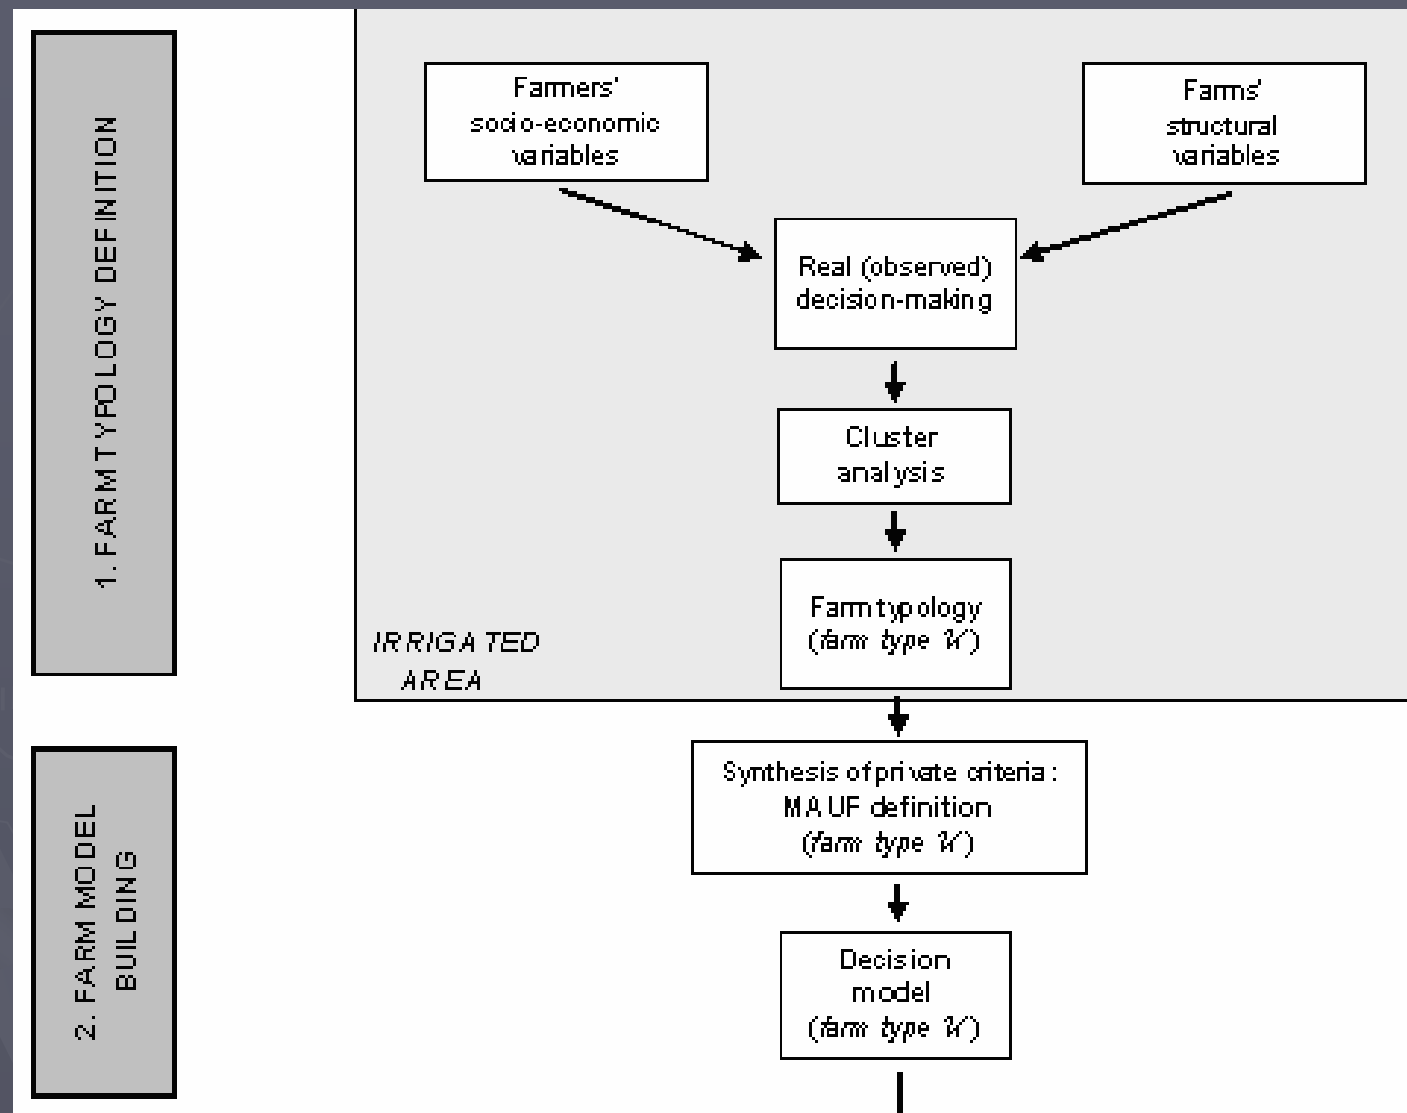 1. FARM TYPOLOGY DEFINITION
Farmers'
socio-economic
variables
Farms'
structural
variables
Real (observed)
decision-making
Cluster
analysis
Farm typology
(farm type 'k')
IRRIGATED
AREA
2. FARM MODEL
BUILDING
Synthesis of private criteria:
MAUF definition
(farm type 'k')
Decision
model
(farm type 'k')